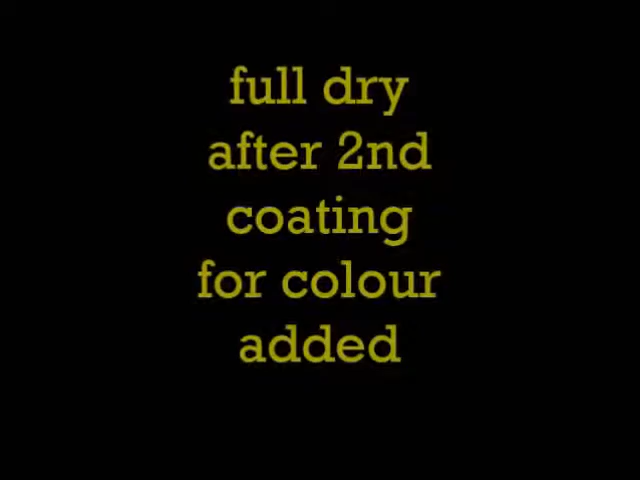 full dry
after 2nd
coating
for colour
added